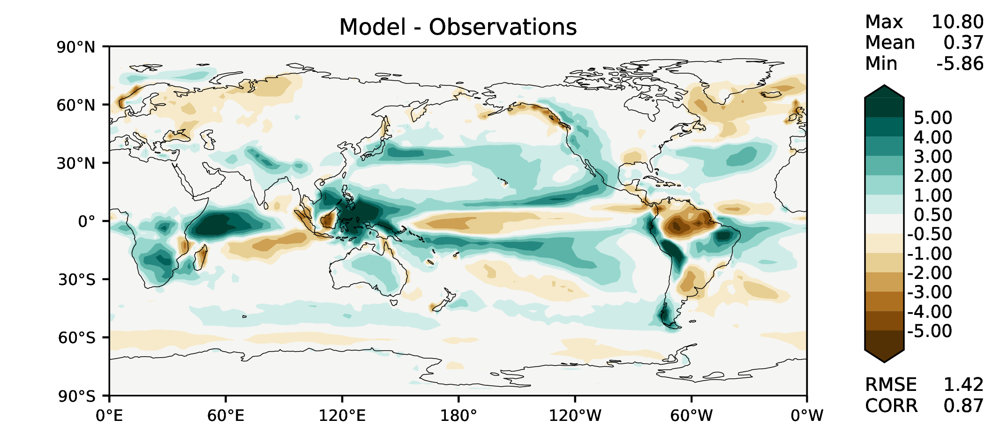 Model - Observations
Max 10.80
Mean 0.37
Min -5.86
90°N
60°N
30°N
0°
30°S
60°S
90°S
0°E 60°E 120°E 180° 120°W 60°W 0°W
5.00
4.00
3.00
2.00
1.00
0.50
-0.50
-1.00
-2.00
-3.00
-4.00
-5.00
RMSE 1.42
CORR 0.87